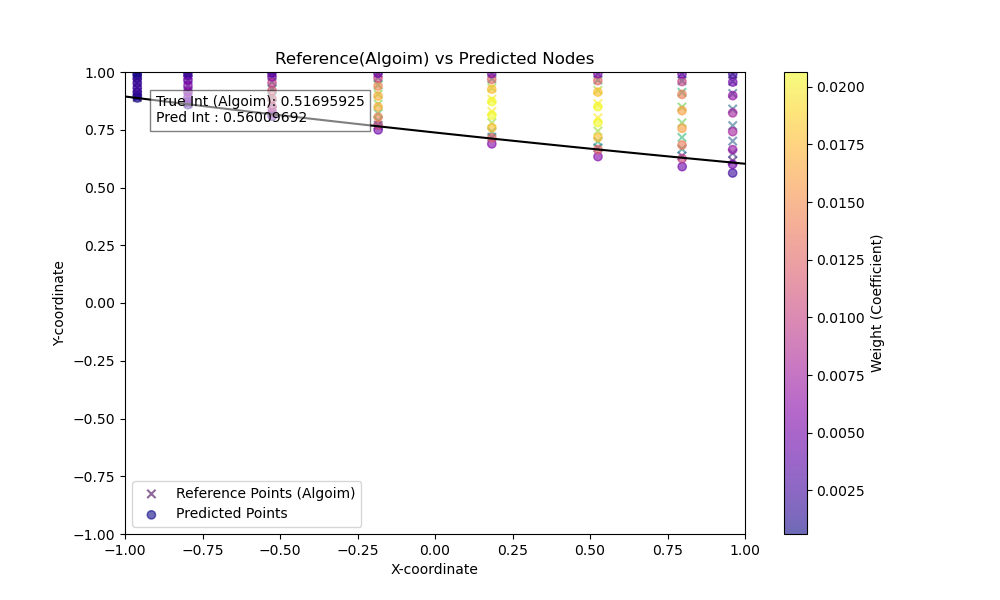 Reference(Algoim) vs Predicted Nodes
True Int (Algoim): 0.51695925
Pred Int : 0.56009692
1.00
0.75
0.50
0.25
0.00
−0.25
−0.50
−0.75
−1.00
Y-coordinate
Reference Points (Algoim)
Predicted Points
−1.00 −0.75 −0.50 −0.25 0.00 0.25 0.50 0.75 1.00
X-coordinate
0.0200
0.0175
0.0150
0.0125
0.0100
0.0075
0.0050
0.0025
Weight (Coefficient)